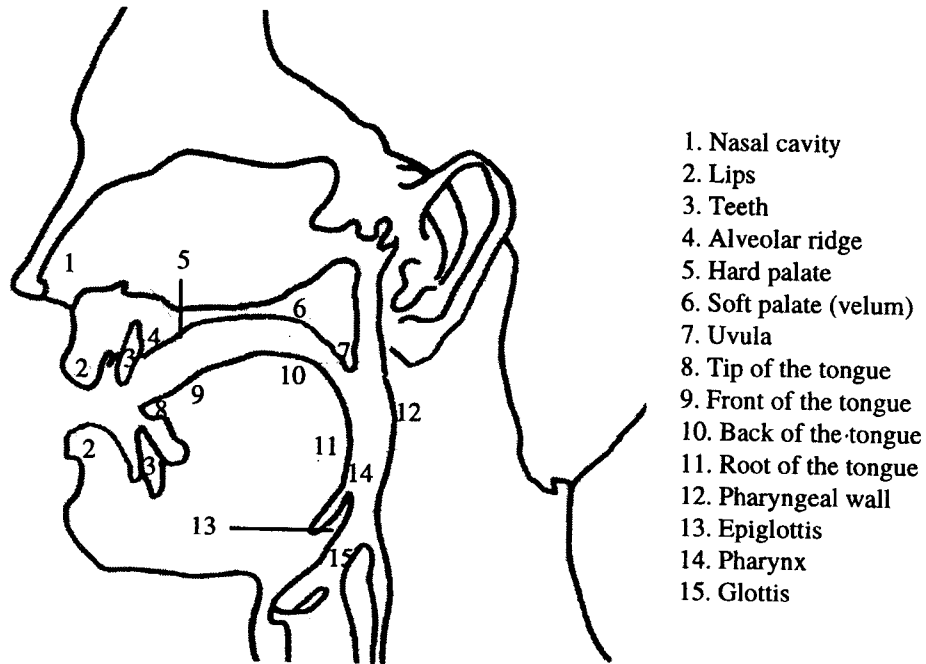 1. Nasal cavity
2. Lips
3. Teeth
4. Alveolar ridge
5. Hard palate
6. Soft palate (velum)
7. Uvula
8. Tip of the tongue
9. Front of the tongue
10. Back of the tongue
11. Root of the tongue
12. Pharyngeal wall
13. Epiglottis
14. Pharynx
15. Glottis
1
5
6
4
3
2
7
10
9
8
12
2
3
11
14
13
15